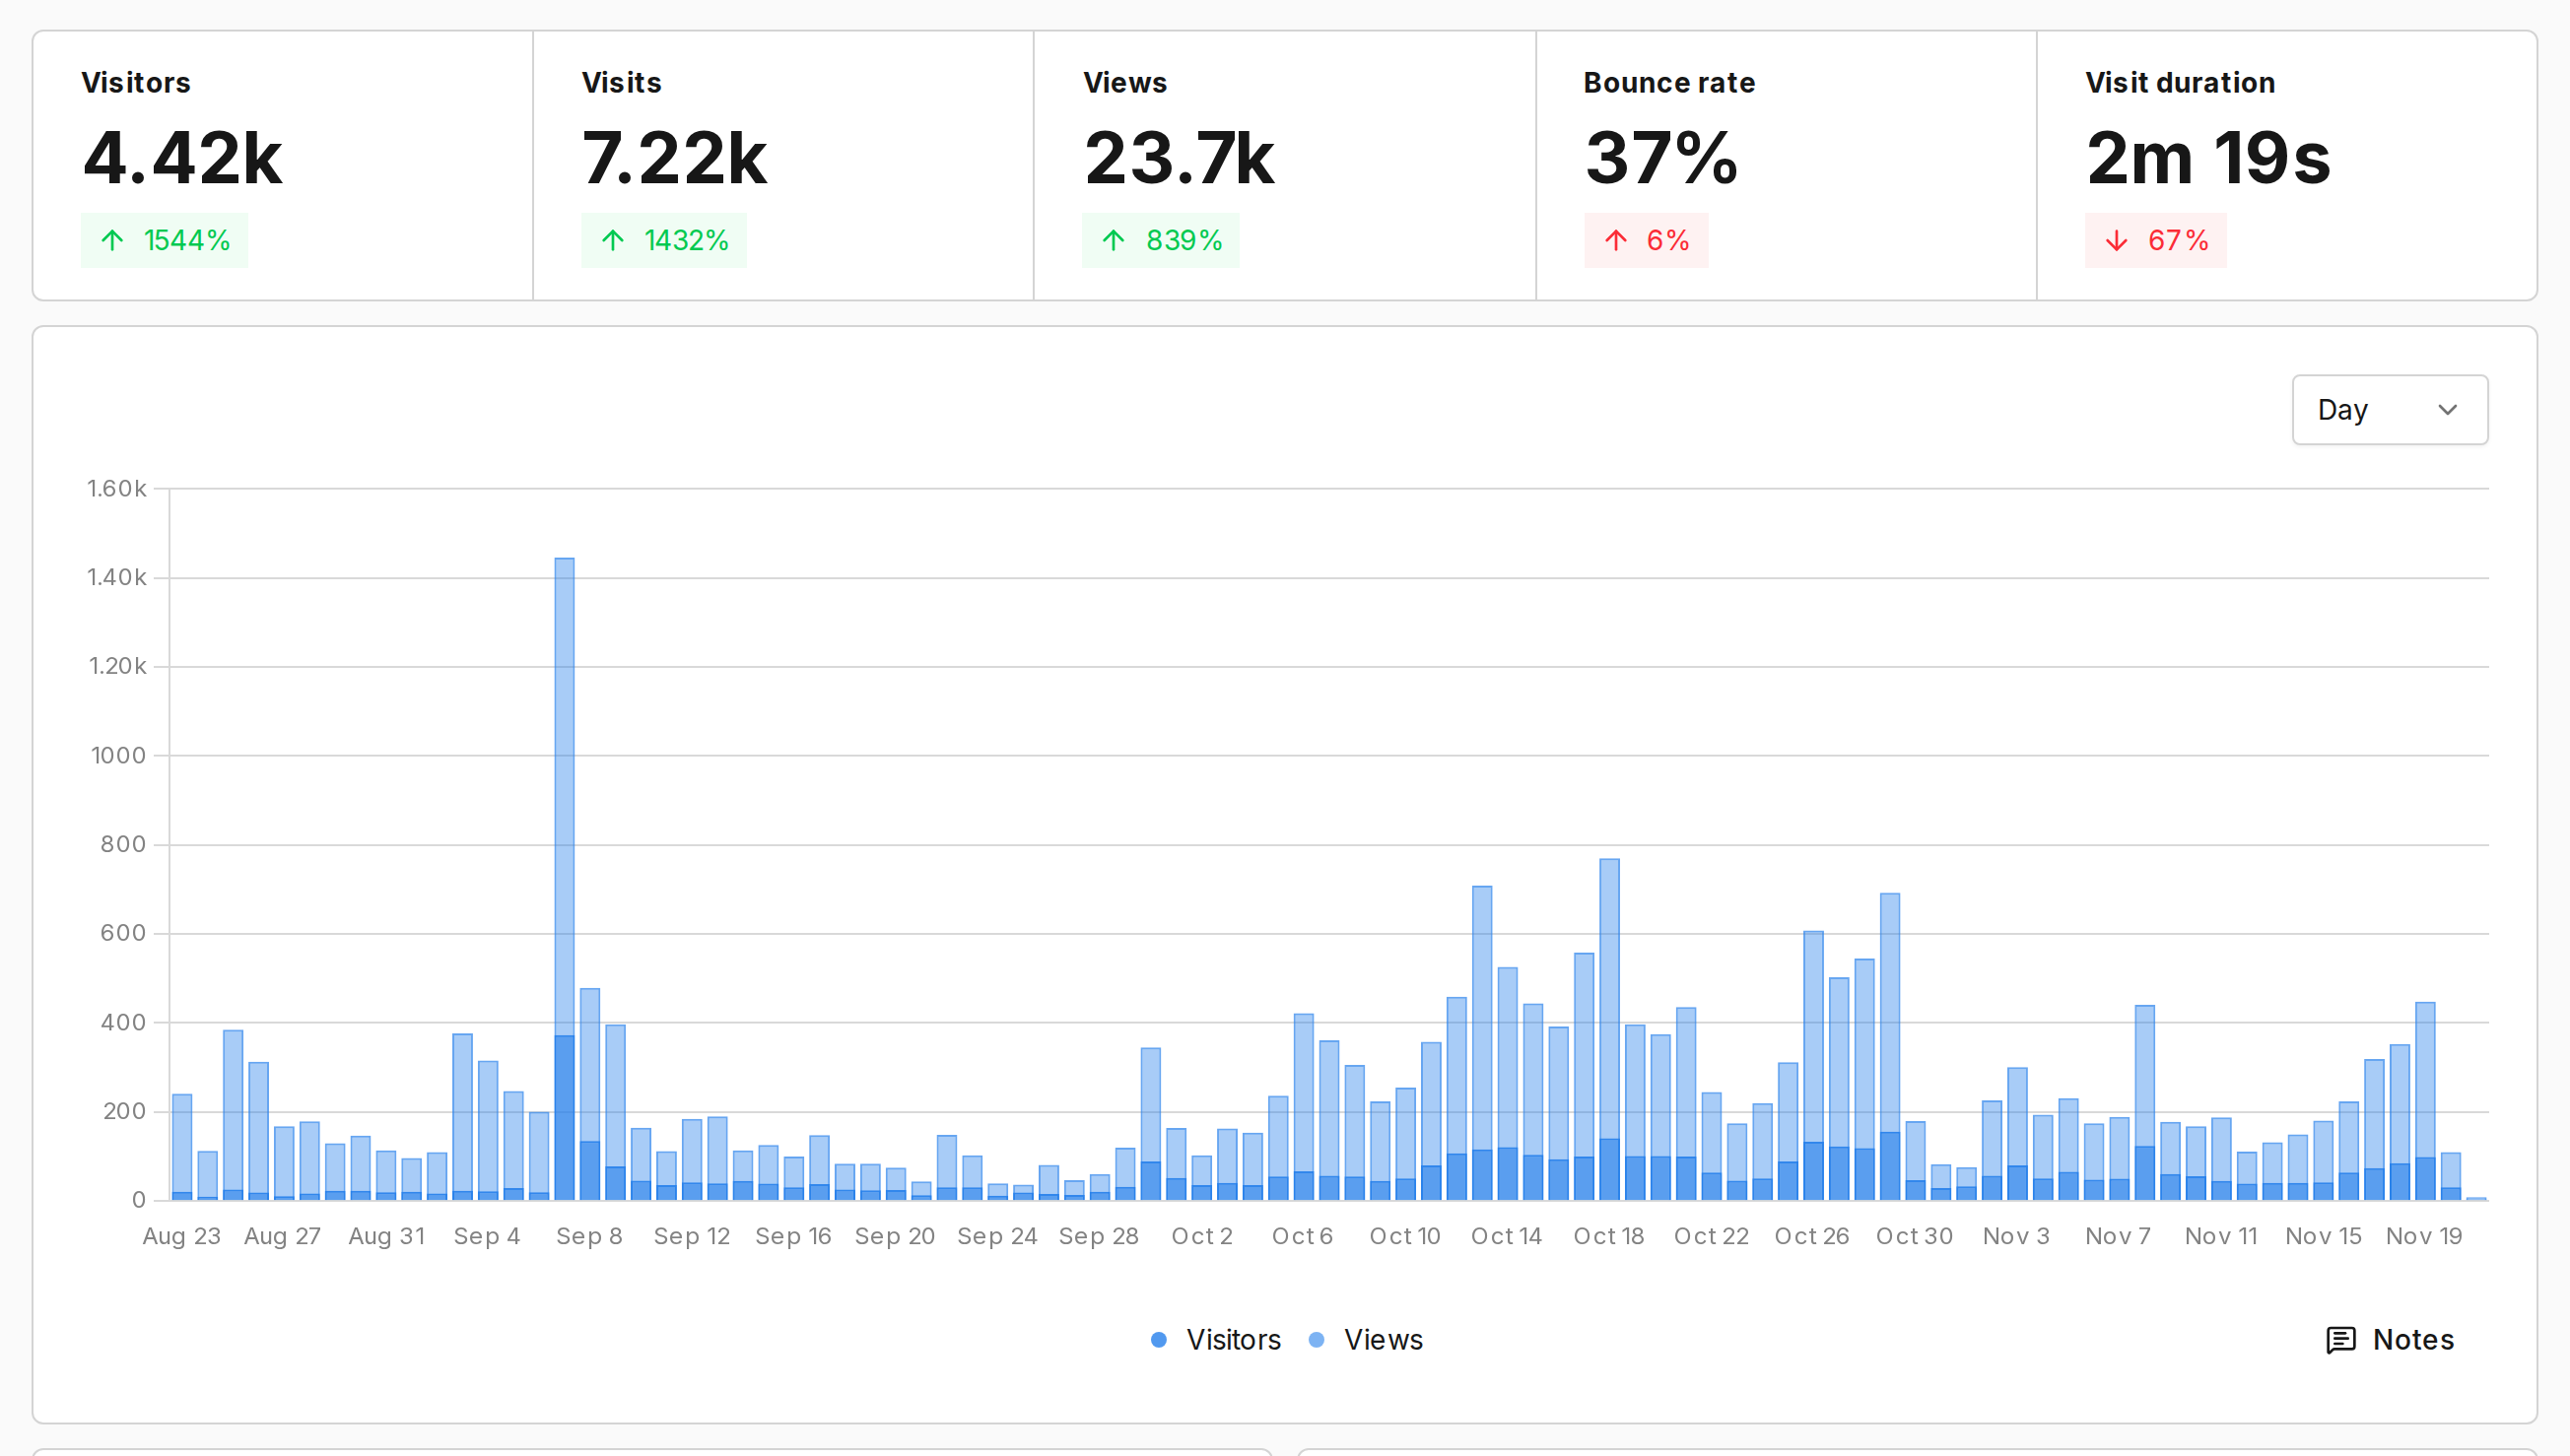 Visitors
4.42k
↑ 1544%
Visits
7.22k
↑ 1432%
Views
23.7k
↑ 839%
Bounce rate
37%
↑ 6%
Visit duration
2m 19s
↓ 67%
Day
1.60k
1.40k
1.20k
1000
800
600
400
200
0
Aug 23 Aug 27 Aug 31 Sep 4 Sep 8 Sep 12 Sep 16 Sep 20 Sep 24 Sep 28 Oct 2 Oct 6 Oct 10 Oct 14 Oct 18 Oct 22 Oct 26 Oct 30 Nov 3 Nov 7 Nov 11 Nov 15 Nov 19
Visitors Views
Notes